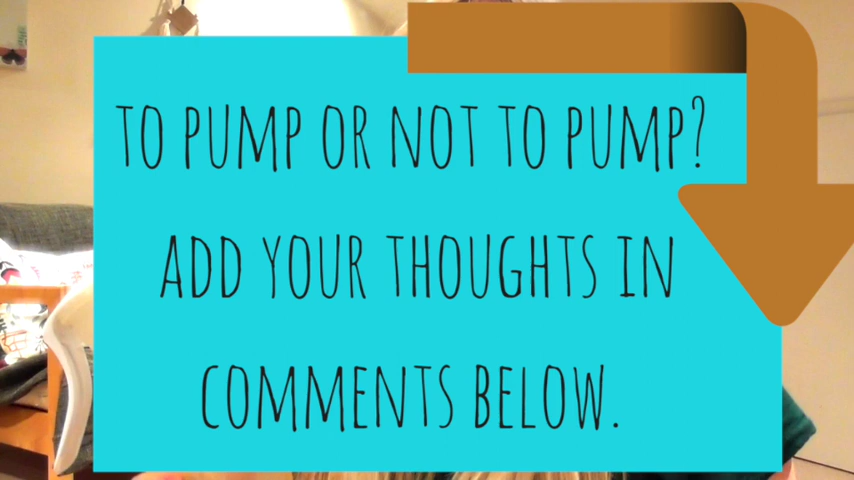 TO PUMP OR NOT TO PUMP?
ADD YOUR THOUGHTS IN
COMMENTS BELOW.